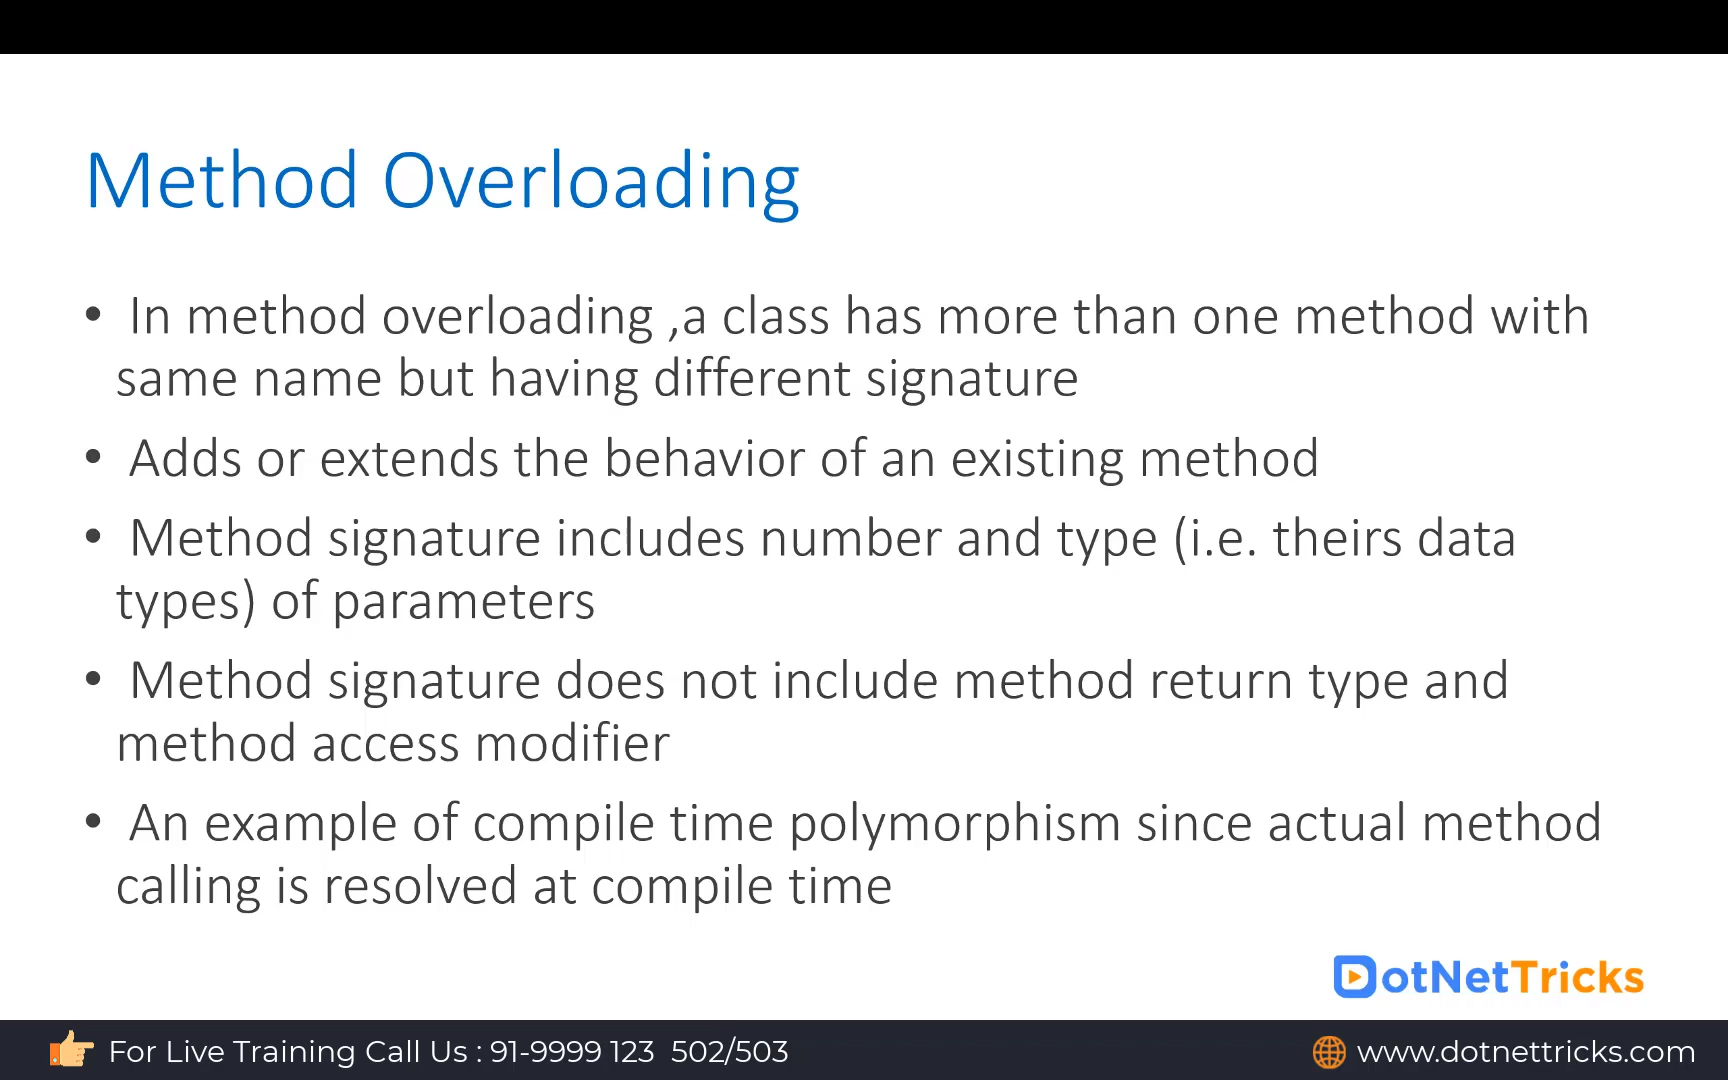 Method Overloading
• In method overloading ,a class has more than one method with
same name but having different signature
• Adds or extends the behavior of an existing method
• Method signature includes number and type (i.e. theirs data
types) of parameters
• Method signature does not include method return type and
method access modifier
• An example of compile time polymorphism since actual method
calling is resolved at compile time
DotNetTricks
For Live Training Call Us : 91-9999 123 502/503
www.dotnettricks.com